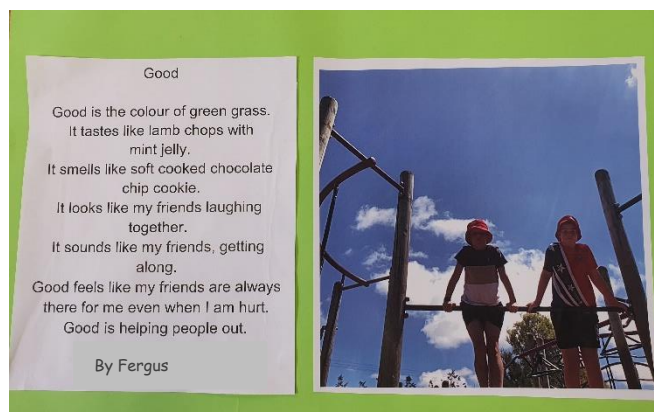 Good
Good is the colour of green grass.
It tastes like lamb chops with
mint jelly.
It smells like soft cooked chocolate
chip cookie.
It looks like my friends laughing
together.
It sounds like my friends, getting
along.
Good feels like my friends are always
there for me even when I am hurt.
Good is helping people out.
By Fergus